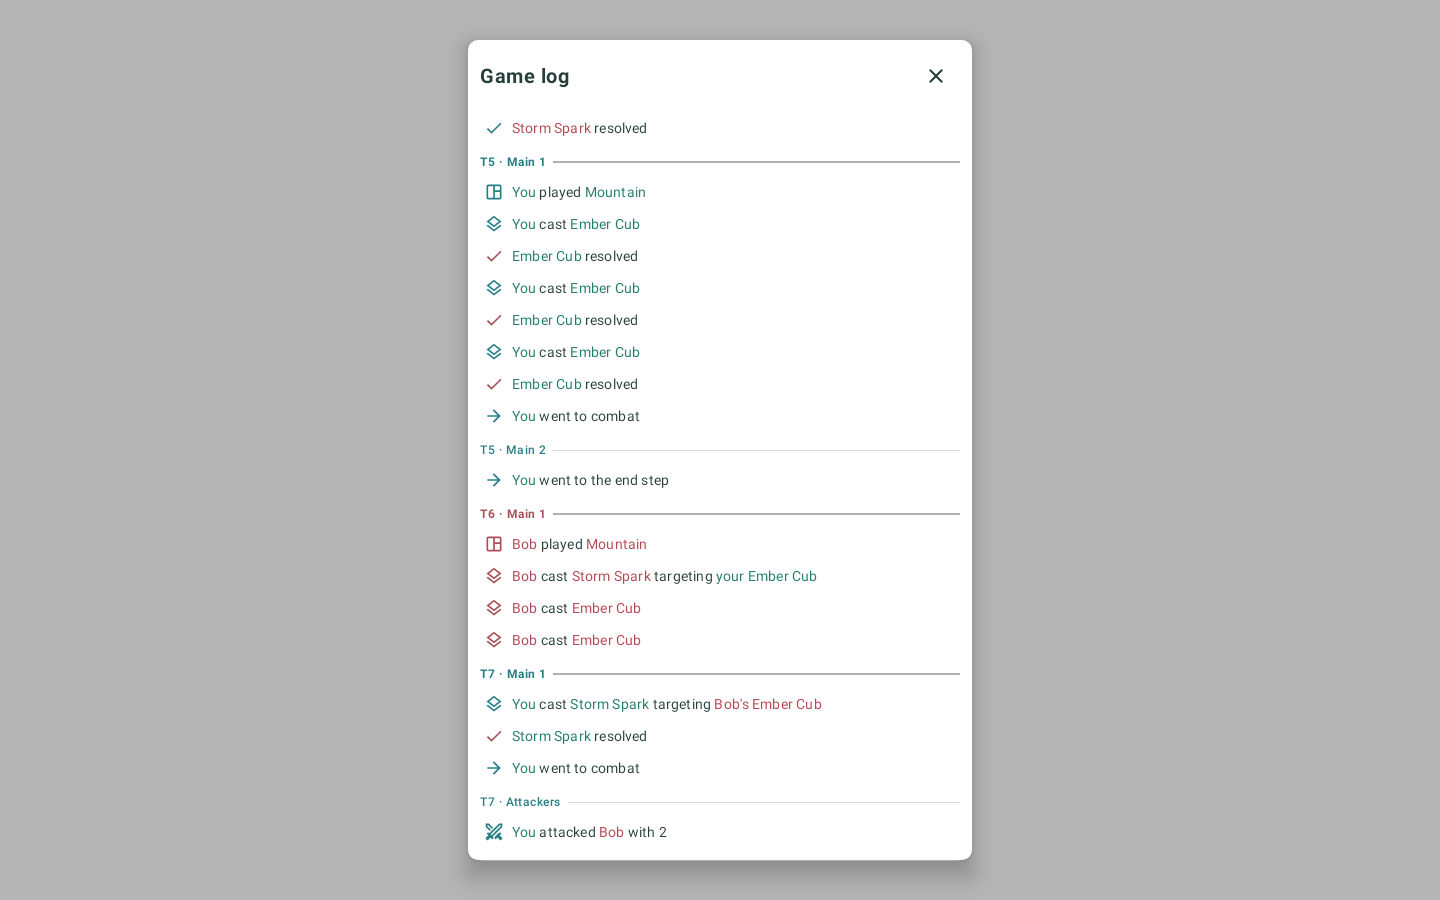 Game log
Storm Spark resolved
T5 · Main 1
You played Mountain
You cast Ember Cub
Ember Cub resolved
You cast Ember Cub
Ember Cub resolved
You cast Ember Cub
Ember Cub resolved
You went to combat
T5 · Main 2
You went to the end step
T6 · Main 1
Bob played Mountain
Bob cast Storm Spark targeting your Ember Cub
Bob cast Ember Cub
Bob cast Ember Cub
T7 · Main 1
You cast Storm Spark targeting Bob's Ember Cub
Storm Spark resolved
You went to combat
T7 · Attackers
You attacked Bob with 2